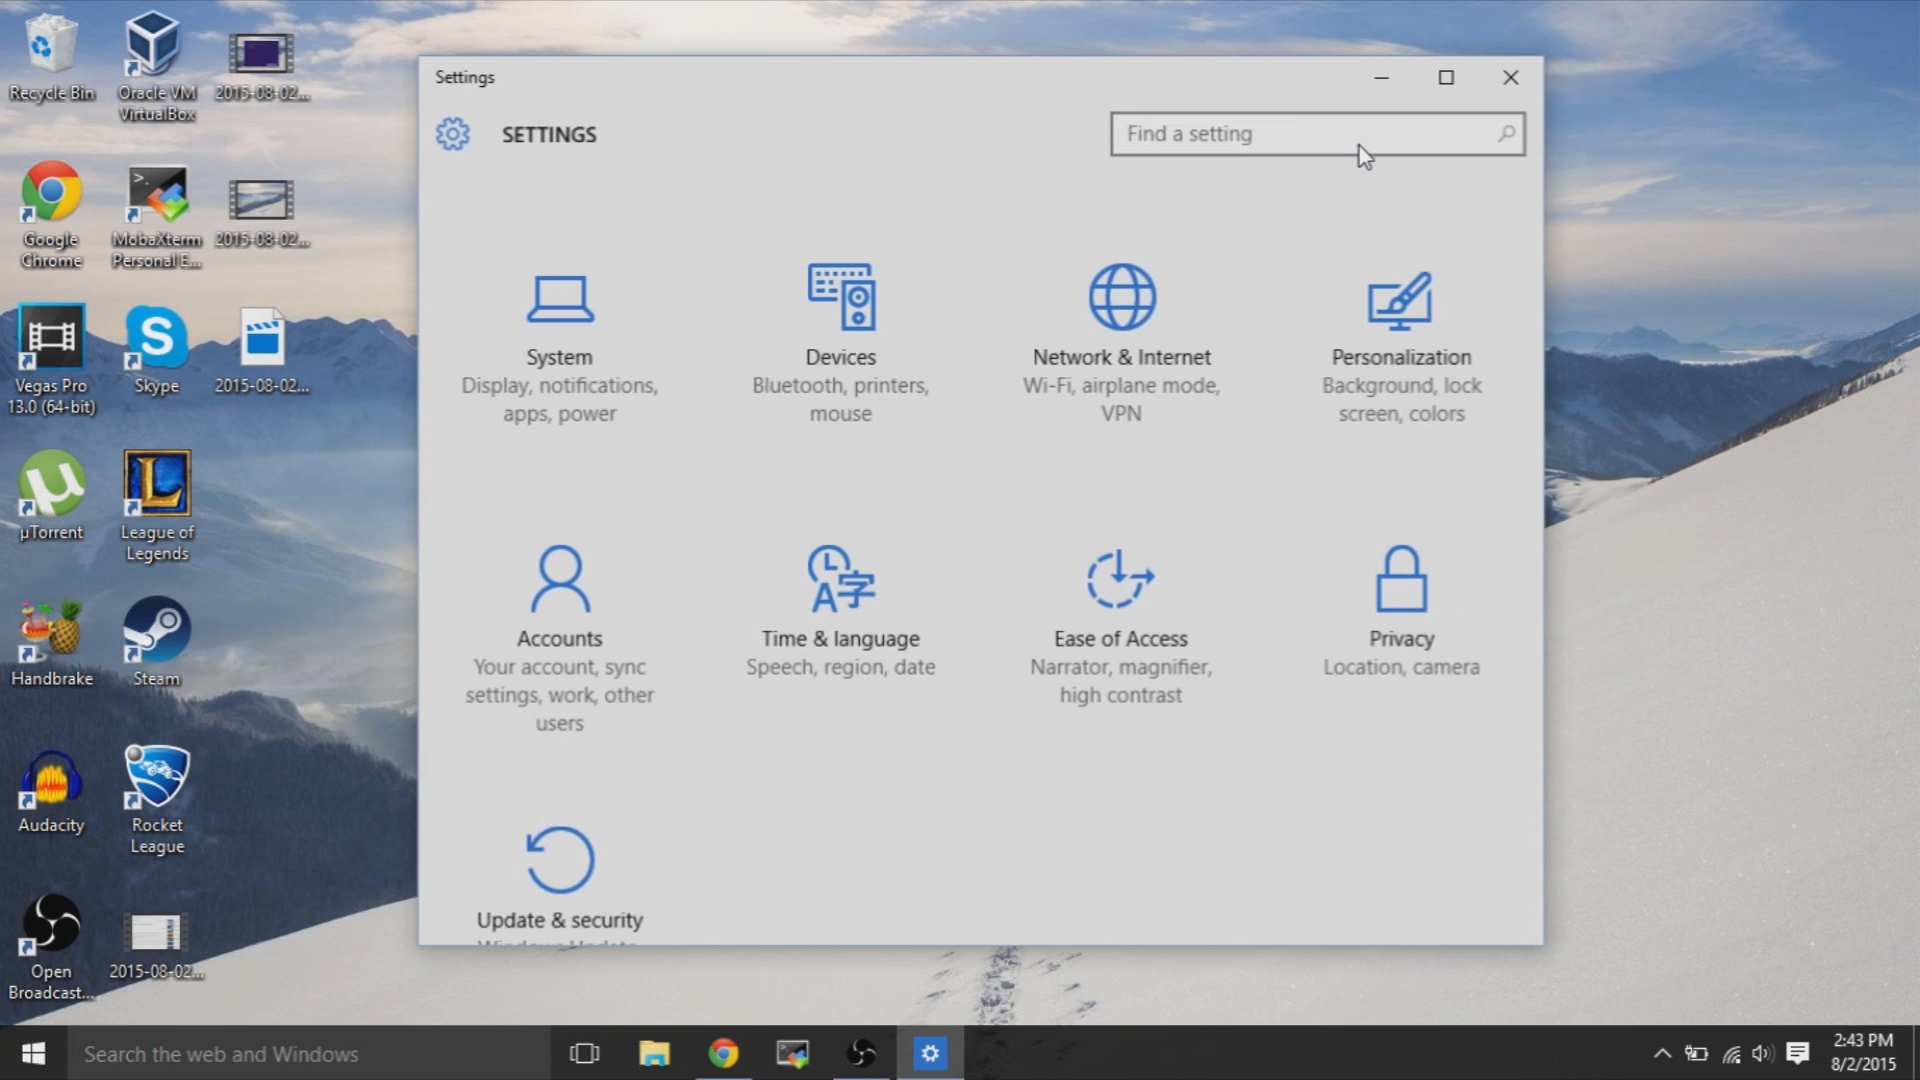 Recycle Bin
Oracle VM
VirtualBox
2015-08-02...
Google
Chrome
MobaXterm
Personal E...
2015-08-02...
Vegas Pro
13.0 (64-bit)
Skype
2015-08-02...
µTorrent
League of
Legends
Handbrake
Steam
Audacity
Rocket
League
Open
Broadcast...
2015-08-02...
Settings
SETTINGS
Find a setting
System
Display, notifications,
apps, power
Devices
Bluetooth, printers,
mouse
Network & Internet
Wi-Fi, airplane mode,
VPN
Personalization
Background, lock
screen, colors
Accounts
Your account, sync
settings, work, other
users
Time & language
Speech, region, date
Ease of Access
Narrator, magnifier,
high contrast
Privacy
Location, camera
Update & security
Search the web and Windows
2:43 PM
8/2/2015